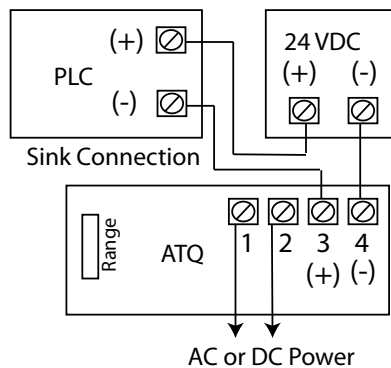 (+)
24 VDC
PLC
(+) (-)
(-)
Sink Connection
Range
ATQ
1 2 3 4
(+) (-)
AC or DC Power